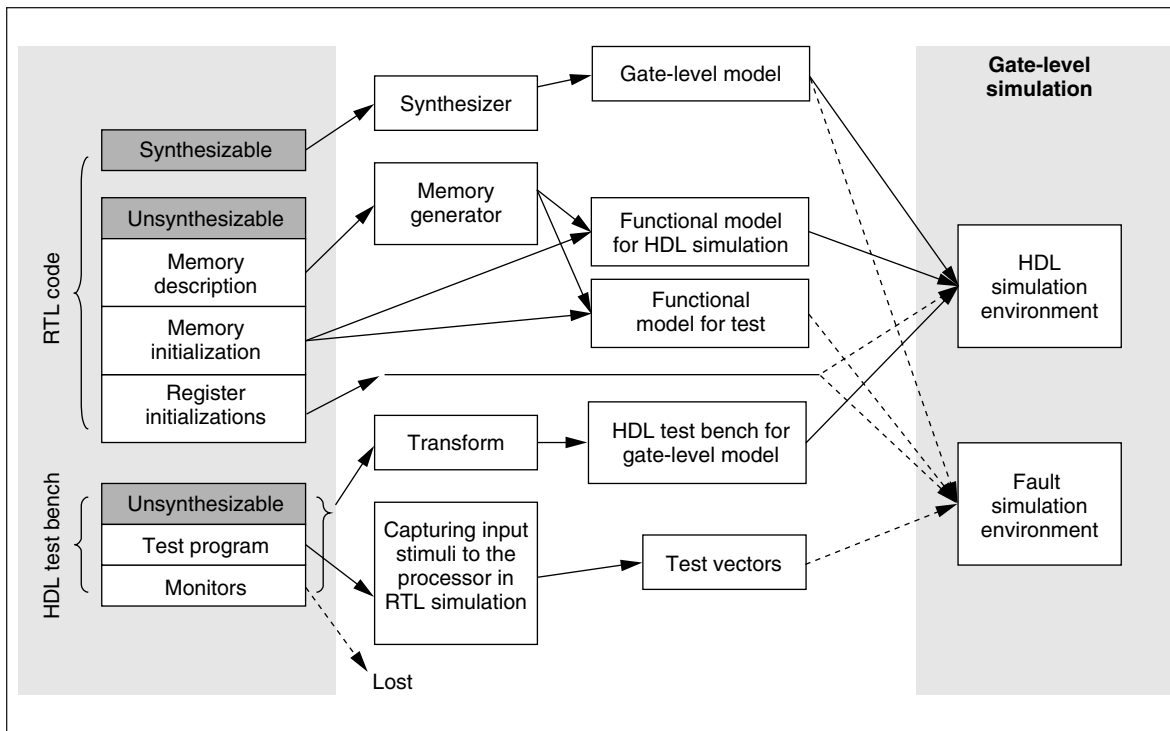 Gate-level
simulation
Gate-level model
Synthesizer
Synthesizable
RTL code
Unsynthesizable
Memory
description
Memory
initialization
Register
initializations
Memory
generator
Functional model
for HDL simulation
Functional
model for test
HDL
simulation
environment
Transform
HDL test bench for
gate-level model
HDL test bench
Unsynthesizable
Test program
Monitors
Capturing input
stimuli to the
processor in
RTL simulation
Test vectors
Fault
simulation
environment
Lost